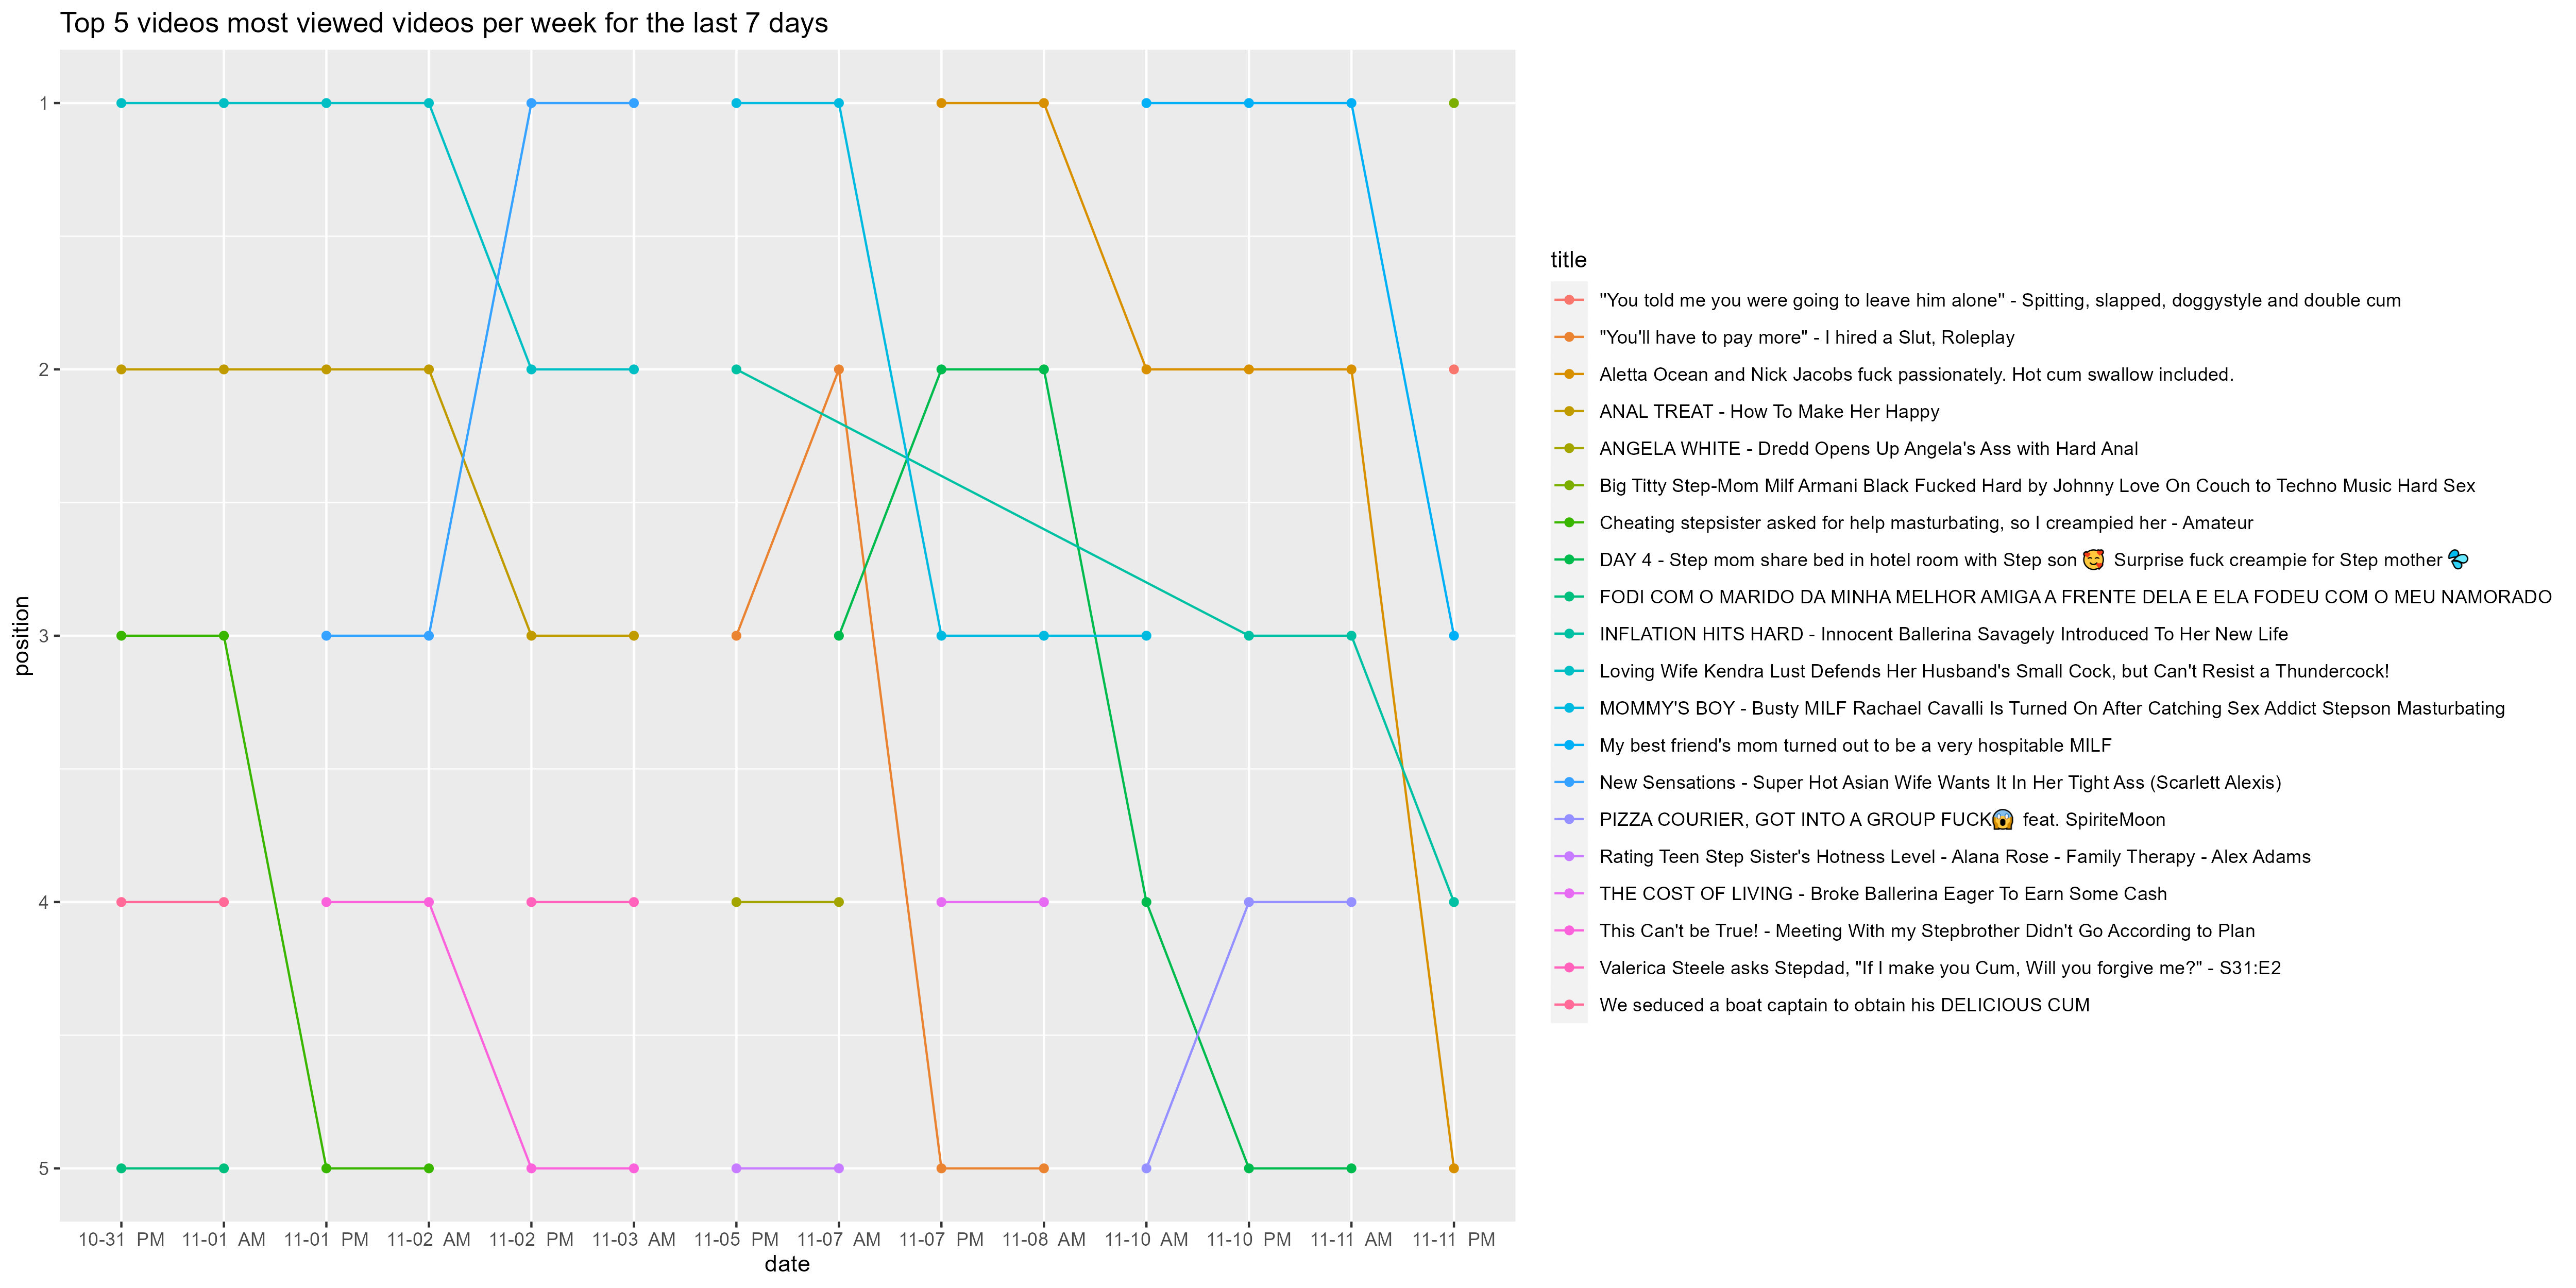 Top 5 videos most viewed videos per week for the last 7 days
position
1
2
3
4
5
10-31 PM 11-01 AM 11-01 PM 11-02 AM 11-02 PM 11-03 AM 11-05 PM 11-07 AM 11-07 PM 11-08 AM 11-10 AM 11-10 PM 11-11 AM 11-11 PM
date
title
"You told me you were going to leave him alone" - Spitting, slapped, doggystyle and double cum
"You'll have to pay more" - I hired a Slut, Roleplay
Aletta Ocean and Nick Jacobs fuck passionately. Hot cum swallow included.
ANAL TREAT - How To Make Her Happy
ANGELA WHITE - Dredd Opens Up Angela's Ass with Hard Anal
Big Titty Step-Mom Milf Armani Black Fucked Hard by Johnny Love On Couch to Techno Music Hard Sex
Cheating stepsister asked for help masturbating, so I creampied her - Amateur
DAY 4 - Step mom share bed in hotel room with Step son 🥰 Surprise fuck creampie for Step mother 💦
FODI COM O MARIDO DA MINHA MELHOR AMIGA A FRENTE DELA E ELA FODEU COM O MEU NAMORADO
INFLATION HITS HARD - Innocent Ballerina Savagely Introduced To Her New Life
Loving Wife Kendra Lust Defends Her Husband's Small Cock, but Can't Resist a Thundercock!
MOMMY'S BOY - Busty MILF Rachael Cavalli Is Turned On After Catching Sex Addict Stepson Masturbating
My best friend's mom turned out to be a very hospitable MILF
New Sensations - Super Hot Asian Wife Wants It In Her Tight Ass (Scarlett Alexis)
PIZZA COURIER, GOT INTO A GROUP FUCK😱 feat. SpiriteMoon
Rating Teen Step Sister's Hotness Level - Alana Rose - Family Therapy - Alex Adams
THE COST OF LIVING - Broke Ballerina Eager To Earn Some Cash
This Can't be True! - Meeting With my Stepbrother Didn't Go According to Plan
Valerica Steele asks Stepdad, "If I make you Cum, Will you forgive me?" - S31:E2
We seduced a boat captain to obtain his DELICIOUS CUM